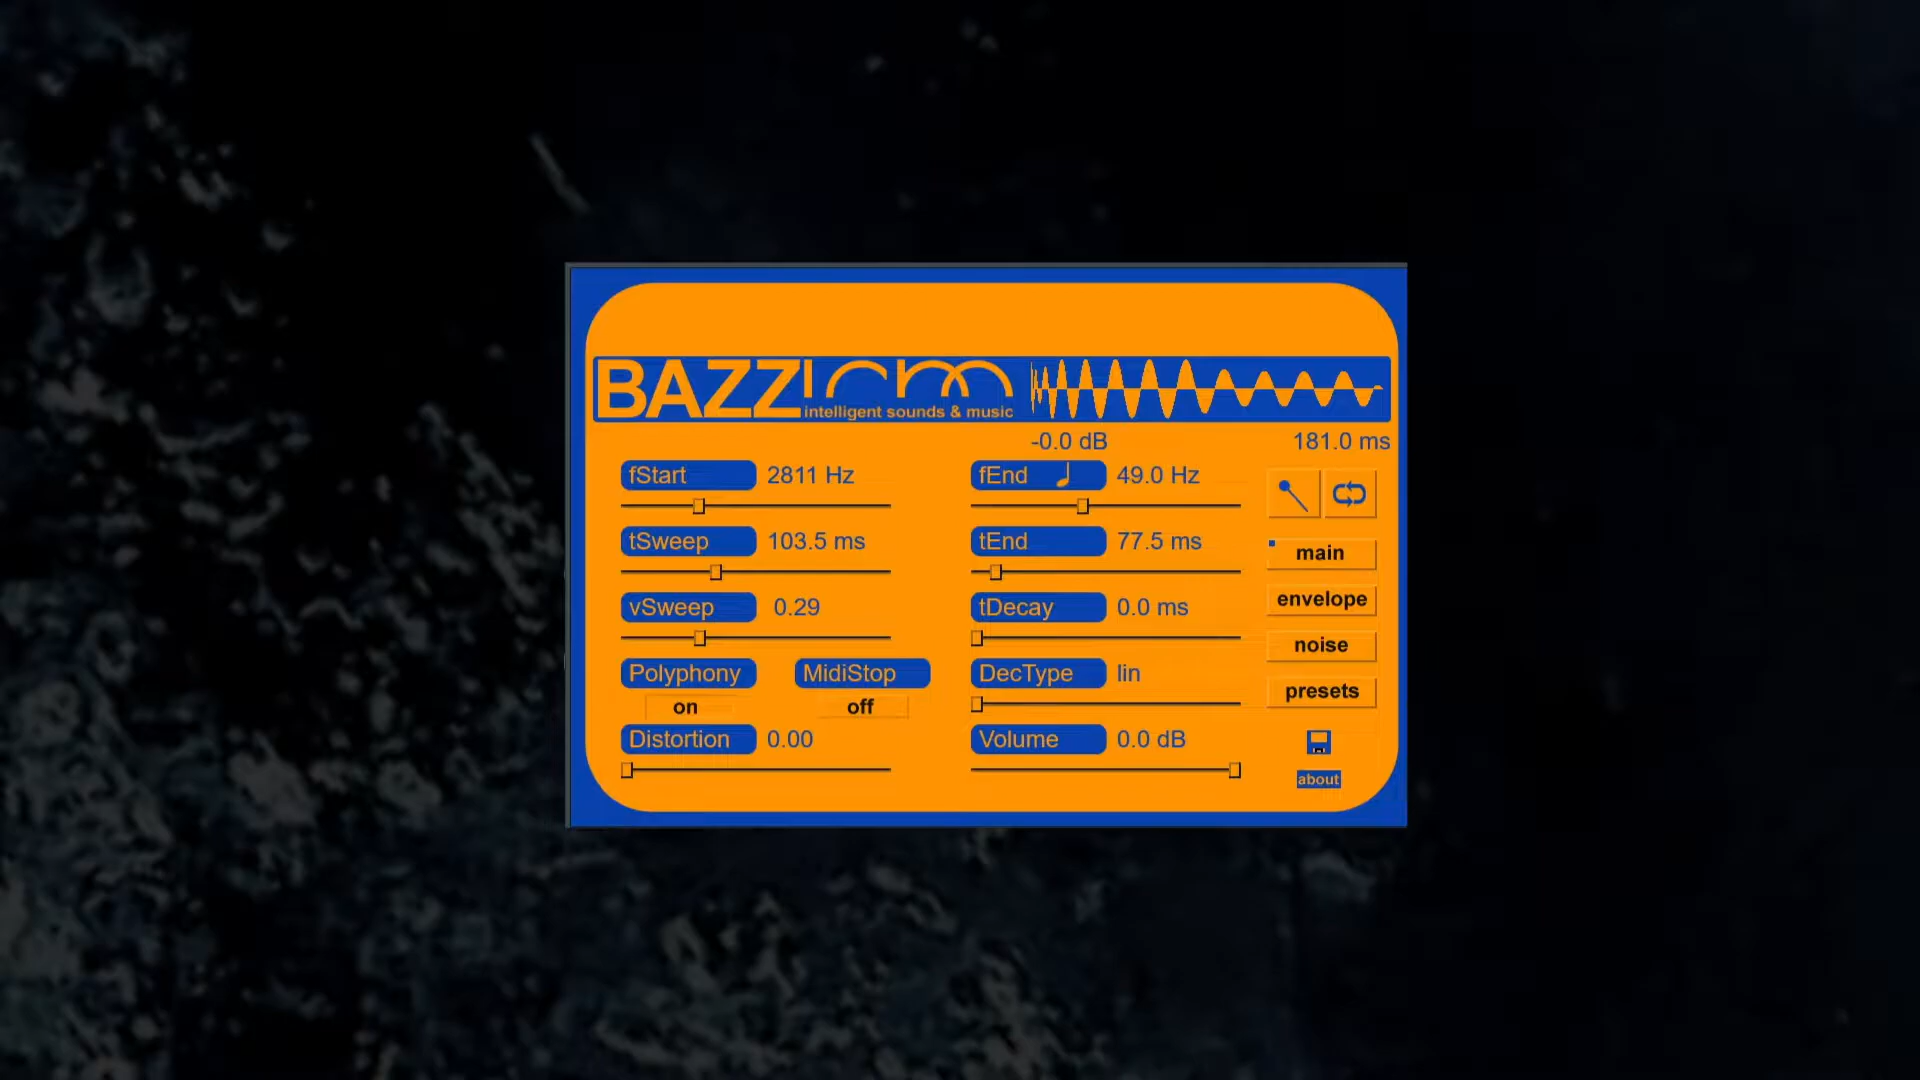 BAZZISM
intelligent sounds & music
-0.0 dB 181.0 ms
fStart 2811 Hz fEnd 49.0 Hz
tSweep 103.5 ms tEnd 77.5 ms
main
vSweep 0.29 tDecay 0.0 ms
envelope
noise
Polyphony MidiStop DecType lin
presets
on off
Distortion 0.00 Volume 0.0 dB
about